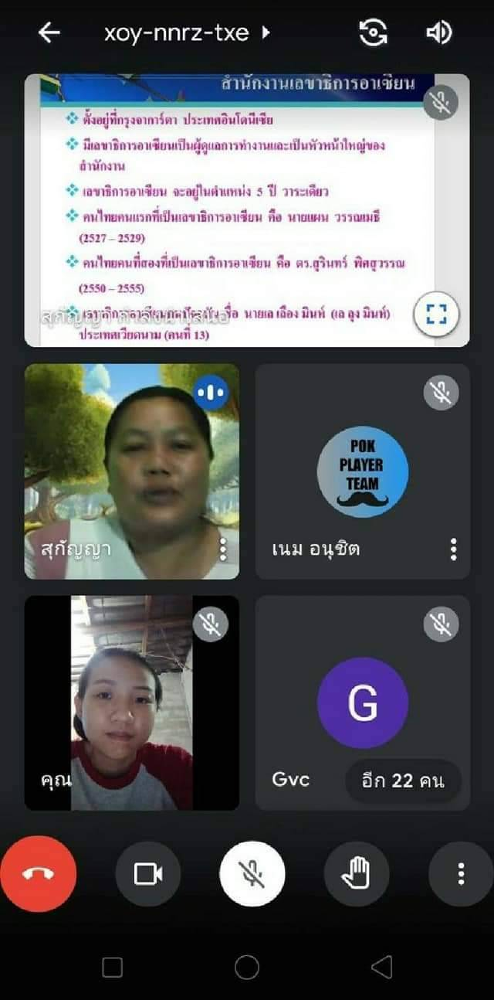 xoy-nnrz-txe
สำนักงานเลขาธิการอาเซียน
ตั้งอยู่ที่กรุงจาการ์ตา ประเทศอินโดนีเซีย
มีเลขาธิการอาเซียนเป็นผู้ดูแลการทำงานและเป็นหัวหน้าใหญ่ของ
สำนักงาน
เลขาธิการอาเซียน จะอยู่ในตำแหน่ง 5 ปี วาระเดียว
คนไทยคนแรกที่เป็นเลขาธิการอาเซียน คือ นายแผน วรรณเมธี
(2527 – 2529)
คนไทยคนที่สองที่เป็นเลขาธิการอาเซียน คือ ดร.สุรินทร์ พิศสุวรรณ
(2550 – 2555)
นายเล เลือง มินห์ (เล ลุง มินห์)
สุกัญญา กำลังนำเสนอ
ประเทศเวียดนาม (คนที่ 13)
POK
PLAYER
TEAM
สุกัญญา
เนม อนุชิต
G
คุณ
Gvc
อีก 22 คน